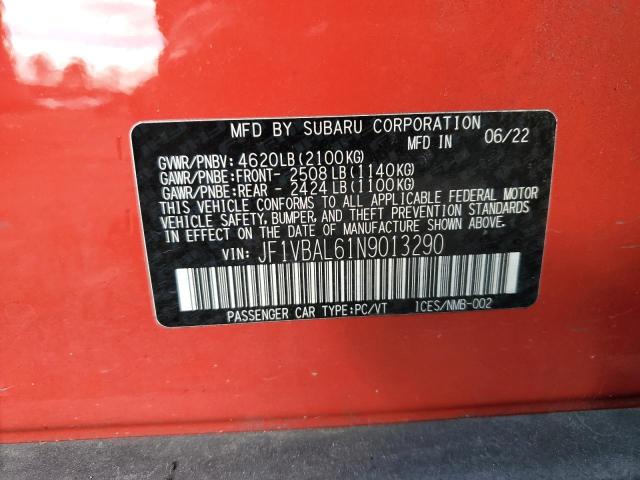 MFD BY SUBARU CORPORATION
MFD IN 06/22
GVWR/PNBV: 4620LB(2100KG)
GAWR/PNBE:FRONT- 2508LB(1140KG)
GAWR/PNBE:REAR - 2424LB(1100KG)
THIS VEHICLE CONFORMS TO ALL APPLICABLE FEDERAL MOTOR
VEHICLE SAFETY, BUMPER, AND THEFT PREVENTION STANDARDS
IN EFFECT ON THE DATE OF MANUFACTURE SHOWN ABOVE.
VIN: JF1VBAL61N9013290
PASSENGER CAR TYPE:PC/VT ICES/NMB-002